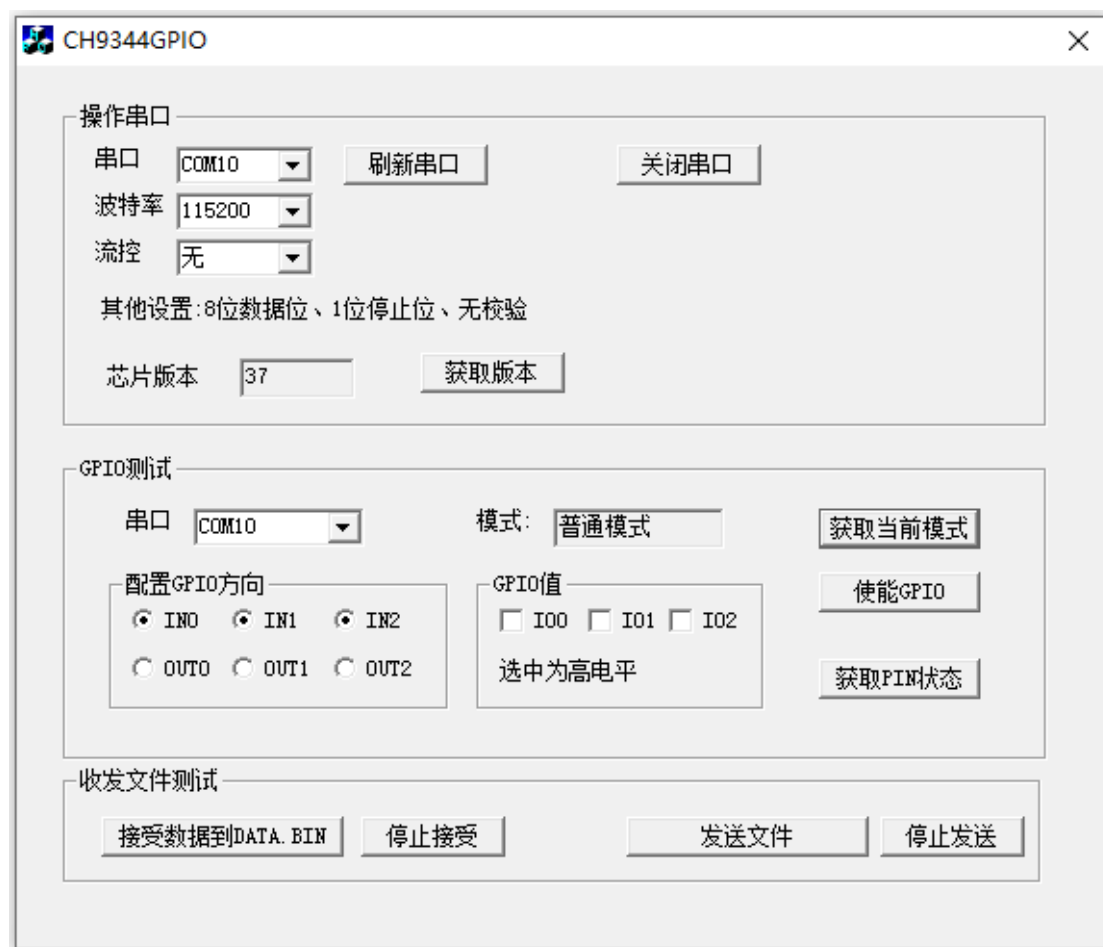 CH9344GPIO
操作串口
串口 COM10 刷新串口 关闭串口
波特率 115200
流控 无
其他设置:8位数据位、1位停止位、无校验
芯片版本 37 获取版本
GPIO测试
串口 COM10 模式: 普通模式 获取当前模式
配置GPIO方向 GPIO值 使能GPIO
IN0 IN1 IN2 IO0 IO1 IO2
OUT0 OUT1 OUT2 选中为高电平 获取PIN状态
收发文件测试
接受数据到DATA.BIN 停止接受 发送文件 停止发送